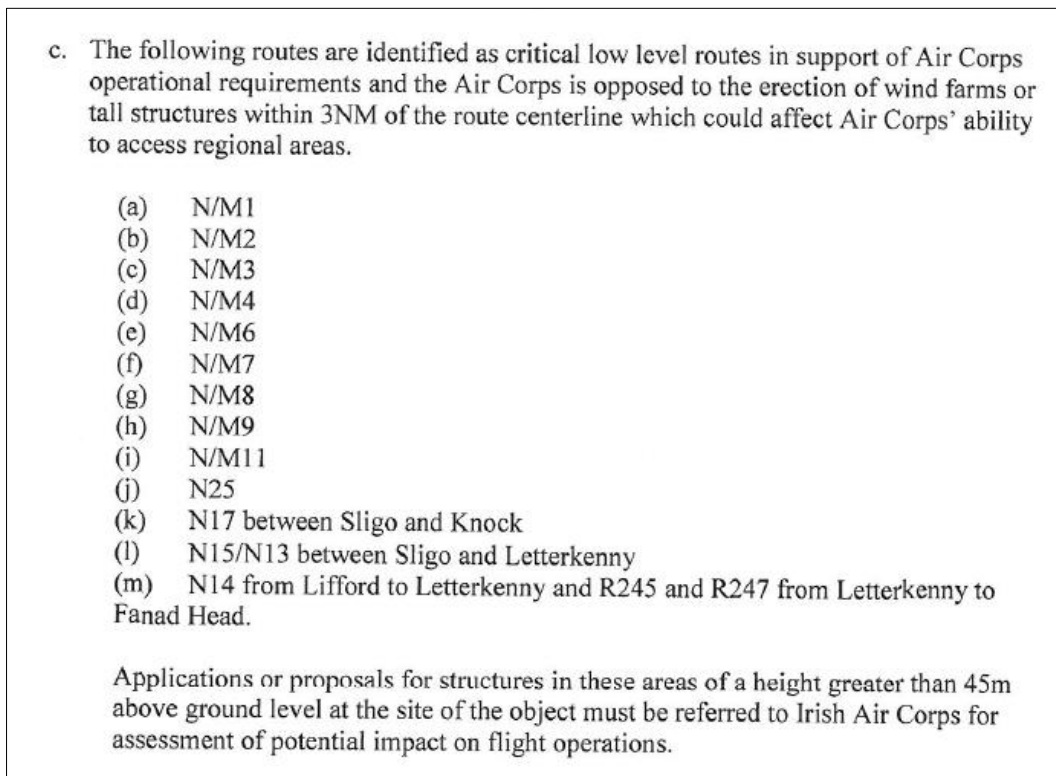 c. The following routes are identified as critical low level routes in support of Air Corps
operational requirements and the Air Corps is opposed to the erection of wind farms or
tall structures within 3NM of the route centerline which could affect Air Corps' ability
to access regional areas.
(a) N/M1
(b) N/M2
(c) N/M3
(d) N/M4
(e) N/M6
(f) N/M7
(g) N/M8
(h) N/M9
(i) N/M11
(j) N25
(k) N17 between Sligo and Knock
(l) N15/N13 between Sligo and Letterkenny
(m) N14 from Lifford to Letterkenny and R245 and R247 from Letterkenny to
Fanad Head.
Applications or proposals for structures in these areas of a height greater than 45m
above ground level at the site of the object must be referred to Irish Air Corps for
assessment of potential impact on flight operations.